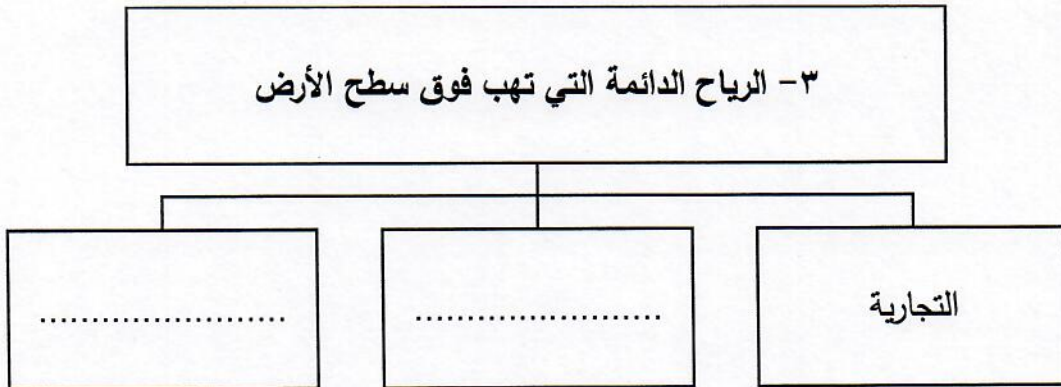 ٣- الرياح الدائمة التي تهب فوق سطح الأرض
التجارية
........................
........................